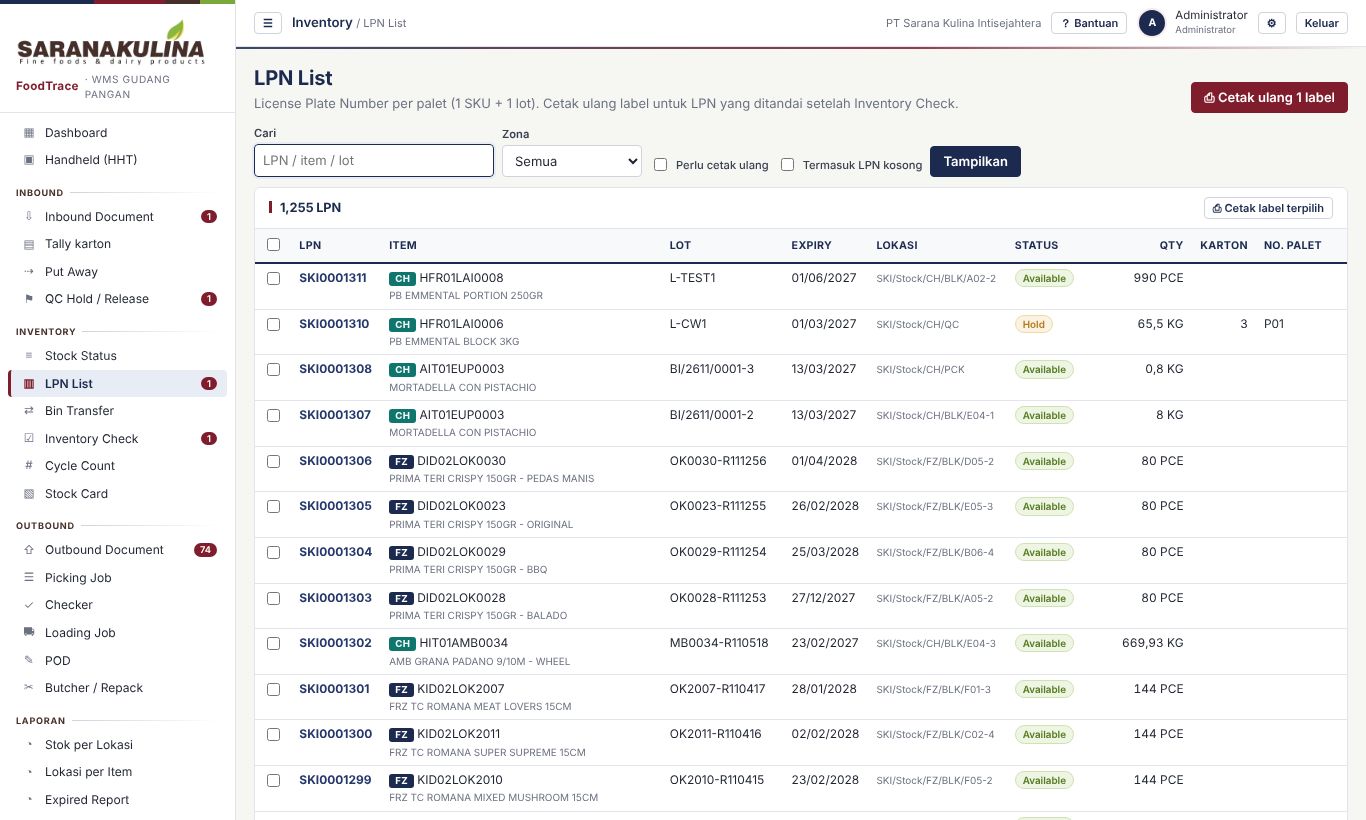 SARANAKULINA
Fine foods & dairy products
FoodTrace · WMS GUDANG PANGAN
Dashboard
Handheld (HHT)
INBOUND
Inbound Document 1
Tally karton
Put Away
QC Hold / Release 1
INVENTORY
Stock Status
LPN List 1
Bin Transfer
Inventory Check 1
Cycle Count
Stock Card
OUTBOUND
Outbound Document 74
Picking Job
Checker
Loading Job
POD
Butcher / Repack
LAPORAN
Stok per Lokasi
Lokasi per Item
Expired Report
Inventory / LPN List
PT Sarana Kulina Intisejahtera
? Bantuan
A
Administrator
Administrator
Keluar
LPN List
License Plate Number per palet (1 SKU + 1 lot). Cetak ulang label untuk LPN yang ditandai setelah Inventory Check.
Cetak ulang 1 label
Cari
LPN / item / lot
Zona
Semua
Perlu cetak ulang
Termasuk LPN kosong
Tampilkan
1,255 LPN
Cetak label terpilih
LPN ITEM LOT EXPIRY LOKASI STATUS QTY KARTON NO. PALET
SKI0001311 CH HFR01LAI0008 L-TEST1 01/06/2027 SKI/Stock/CH/BLK/A02-2 Available 990 PCE
PB EMMENTAL PORTION 250GR
SKI0001310 CH HFR01LAI0006 L-CW1 01/03/2027 SKI/Stock/CH/QC Hold 65,5 KG 3 P01
PB EMMENTAL BLOCK 3KG
SKI0001308 CH AIT01EUP0003 BI/2611/0001-3 13/03/2027 SKI/Stock/CH/PCK Available 0,8 KG
MORTADELLA CON PISTACHIO
SKI0001307 CH AIT01EUP0003 BI/2611/0001-2 13/03/2027 SKI/Stock/CH/BLK/E04-1 Available 8 KG
MORTADELLA CON PISTACHIO
SKI0001306 FZ DID02LOK0030 OK0030-R111256 01/04/2028 SKI/Stock/FZ/BLK/D05-2 Available 80 PCE
PRIMA TERI CRISPY 150GR - PEDAS MANIS
SKI0001305 FZ DID02LOK0023 OK0023-R111255 26/02/2028 SKI/Stock/FZ/BLK/E05-3 Available 80 PCE
PRIMA TERI CRISPY 150GR - ORIGINAL
SKI0001304 FZ DID02LOK0029 OK0029-R111254 25/03/2028 SKI/Stock/FZ/BLK/B06-4 Available 80 PCE
PRIMA TERI CRISPY 150GR - BBQ
SKI0001303 FZ DID02LOK0028 OK0028-R111253 27/12/2027 SKI/Stock/FZ/BLK/A05-2 Available 80 PCE
PRIMA TERI CRISPY 150GR - BALADO
SKI0001302 CH HIT01AMB0034 MB0034-R110518 23/02/2027 SKI/Stock/CH/BLK/E04-3 Available 669,93 KG
AMB GRANA PADANO 9/10M - WHEEL
SKI0001301 FZ KID02LOK2007 OK2007-R110417 28/01/2028 SKI/Stock/FZ/BLK/F01-3 Available 144 PCE
FRZ TC ROMANA MEAT LOVERS 15CM
SKI0001300 FZ KID02LOK2011 OK2011-R110416 02/02/2028 SKI/Stock/FZ/BLK/C02-4 Available 144 PCE
FRZ TC ROMANA SUPER SUPREME 15CM
SKI0001299 FZ KID02LOK2010 OK2010-R110415 23/02/2028 SKI/Stock/FZ/BLK/F05-2 Available 144 PCE
FRZ TC ROMANA MIXED MUSHROOM 15CM